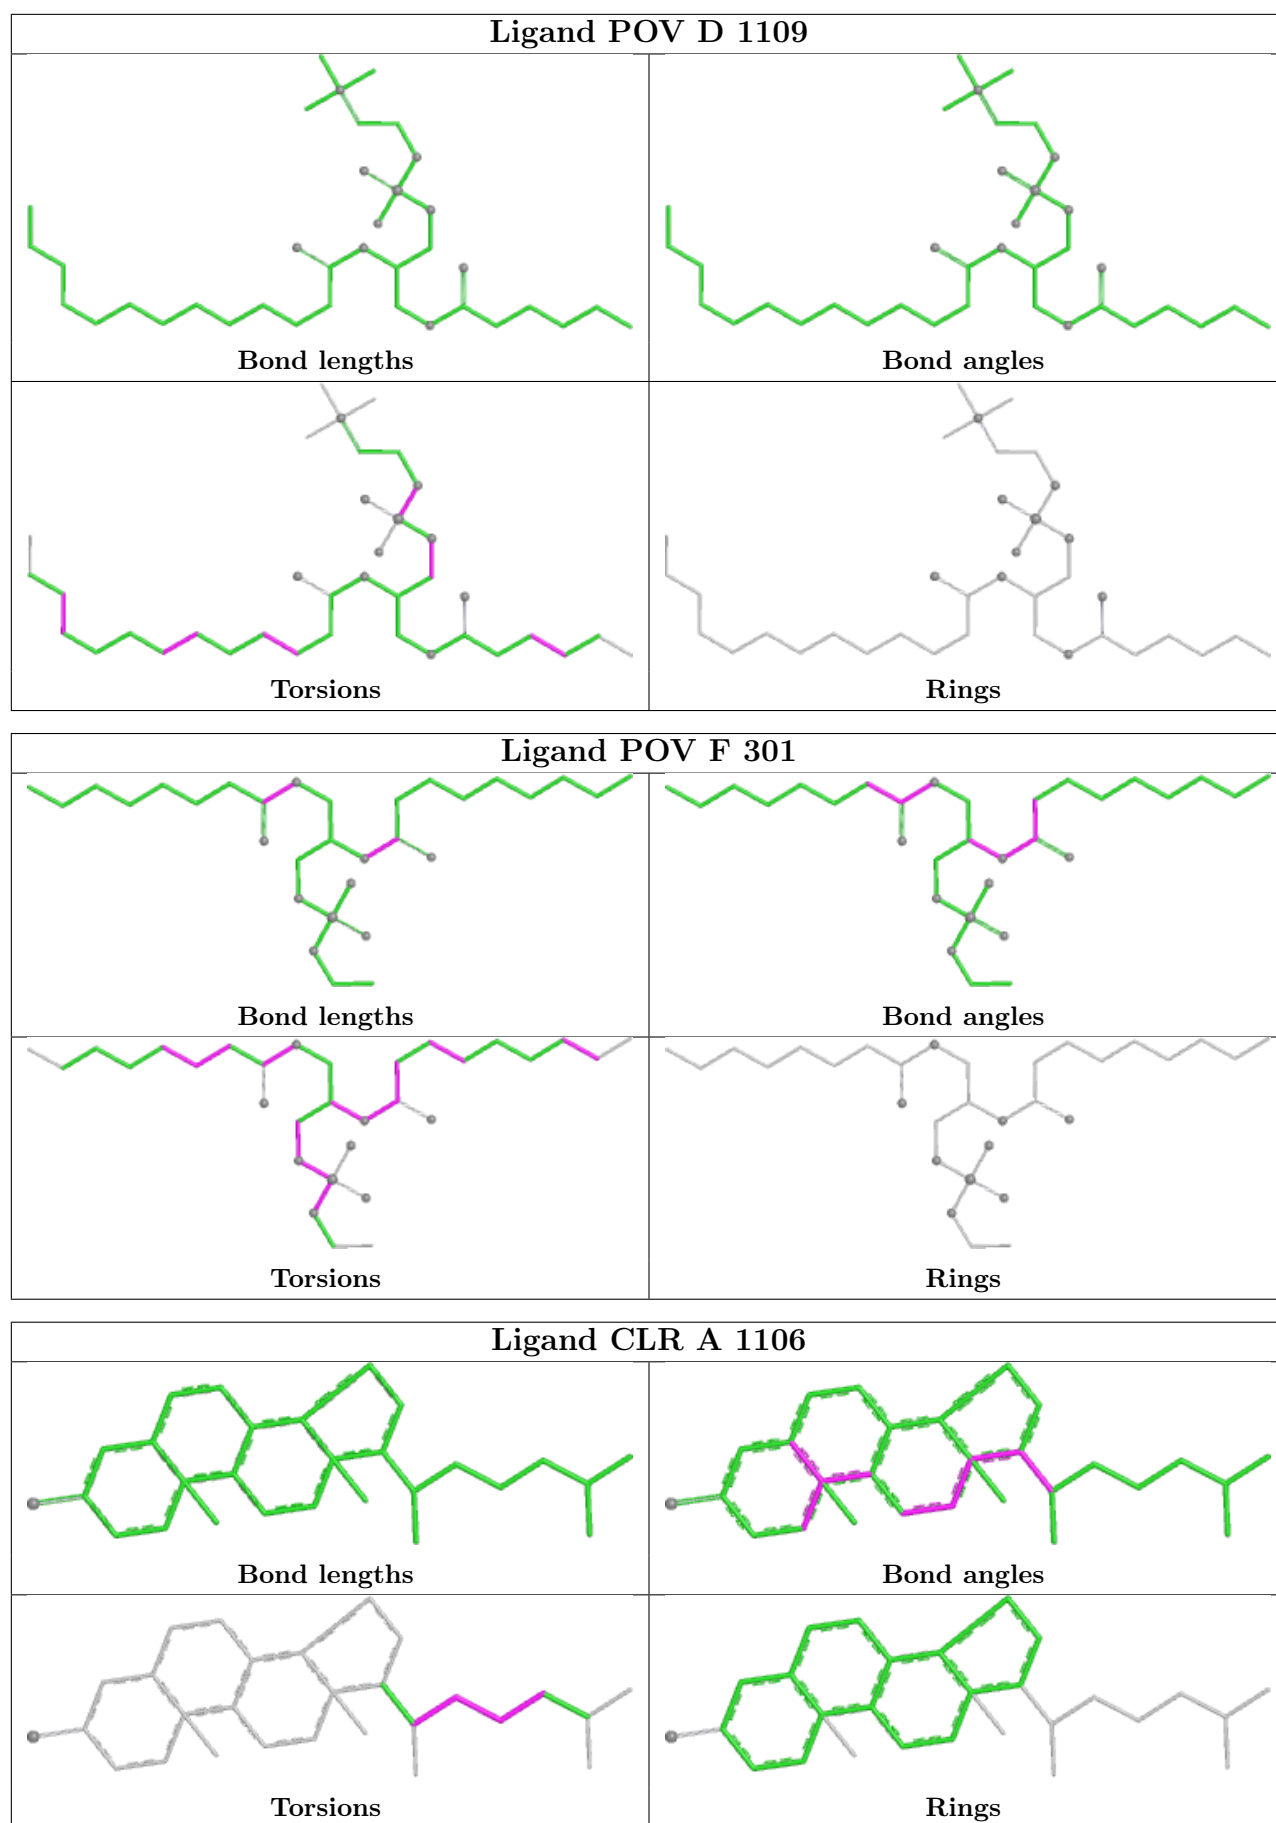 Ligand POV D 1109
Bond lengths
Bond angles
Torsions
Rings
Ligand POV F 301
Bond lengths
Bond angles
Torsions
Rings
Ligand CLR A 1106
Bond lengths
Bond angles
Torsions
Rings